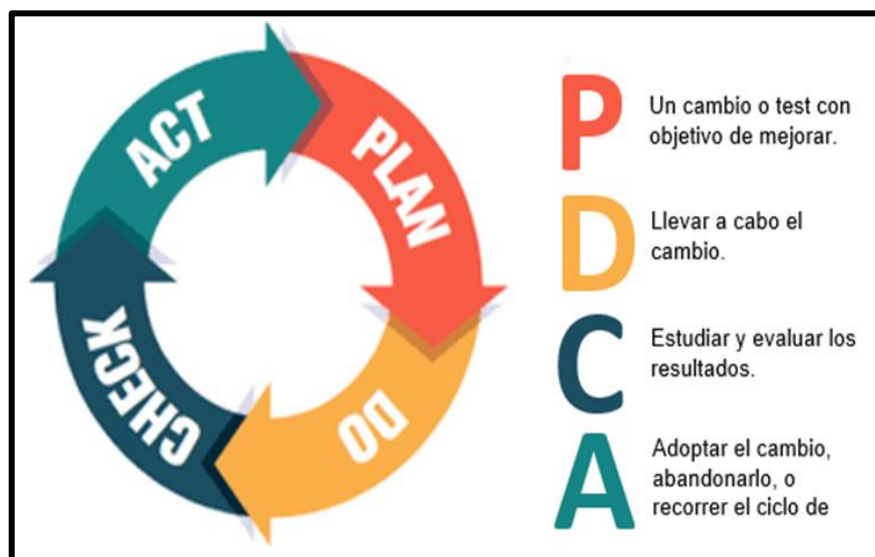 ACT
PLAN
DO
CHECK
P
Un cambio o test con
objetivo de mejorar.
D
Llevar a cabo el
cambio.
C
Estudiar y evaluar los
resultados.
A
Adoptar el cambio,
abandonarlo, o
recorrer el ciclo de